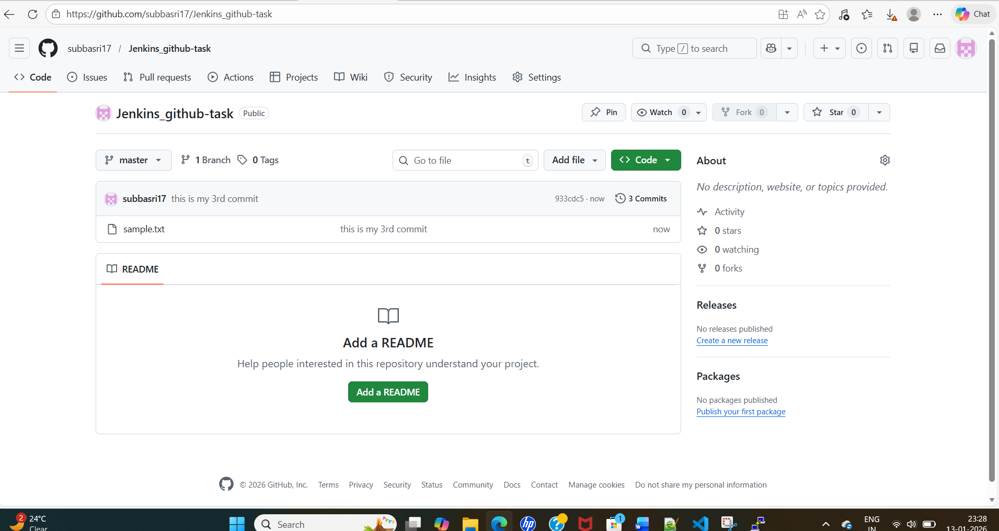 https://github.com/subbasri17/Jenkins_github-task
Chat
subbasri17 / Jenkins_github-task
Type / to search
Code
Issues
Pull requests
Actions
Projects
Wiki
Security
Insights
Settings
Jenkins_github-task
Public
Pin
Watch 0
Fork 0
Star 0
master
1 Branch
0 Tags
Go to file
t
Add file
Code
subbasri17 this is my 3rd commit
933cdc5 · now
3 Commits
sample.txt
this is my 3rd commit
now
README
Add a README
Help people interested in this repository understand your project.
Add a README
About
No description, website, or topics provided.
Activity
0 stars
0 watching
0 forks
Releases
No releases published
Create a new release
Packages
No packages published
Publish your first package
© 2026 GitHub, Inc.
Terms
Privacy
Security
Status
Community
Docs
Contact
Manage cookies
Do not share my personal information
2
24°C
Clear
Search
hp
1
ENG
IN
23:28
13-01-2026